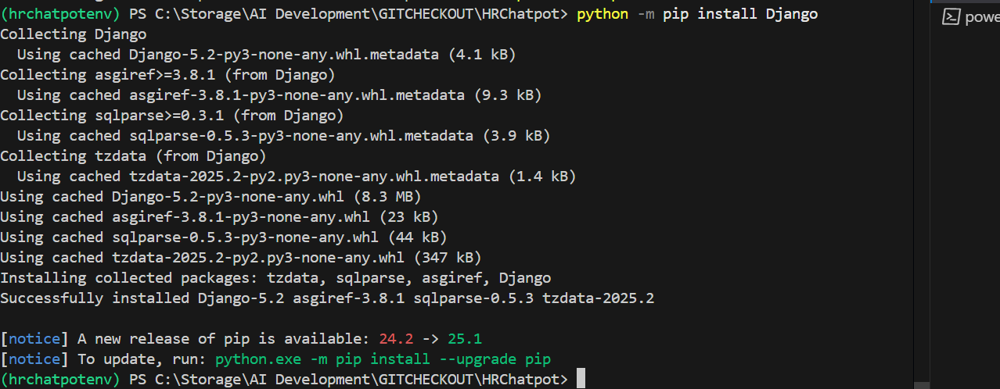 (hrchatpotenv) PS C:\Storage\AI Development\GITCHECKOUT\HRChatpot> python -m pip install Django
powe
Collecting Django
  Using cached Django-5.2-py3-none-any.whl.metadata (4.1 kB)
Collecting asgiref>=3.8.1 (from Django)
  Using cached asgiref-3.8.1-py3-none-any.whl.metadata (9.3 kB)
Collecting sqlparse>=0.3.1 (from Django)
  Using cached sqlparse-0.5.3-py3-none-any.whl.metadata (3.9 kB)
Collecting tzdata (from Django)
  Using cached tzdata-2025.2-py2.py3-none-any.whl.metadata (1.4 kB)
Using cached Django-5.2-py3-none-any.whl (8.3 MB)
Using cached asgiref-3.8.1-py3-none-any.whl (23 kB)
Using cached sqlparse-0.5.3-py3-none-any.whl (44 kB)
Using cached tzdata-2025.2-py2.py3-none-any.whl (347 kB)
Installing collected packages: tzdata, sqlparse, asgiref, Django
Successfully installed Django-5.2 asgiref-3.8.1 sqlparse-0.5.3 tzdata-2025.2
[notice] A new release of pip is available: 24.2 -> 25.1
[notice] To update, run: python.exe -m pip install --upgrade pip
(hrchatpotenv) PS C:\Storage\AI Development\GITCHECKOUT\HRChatpot>